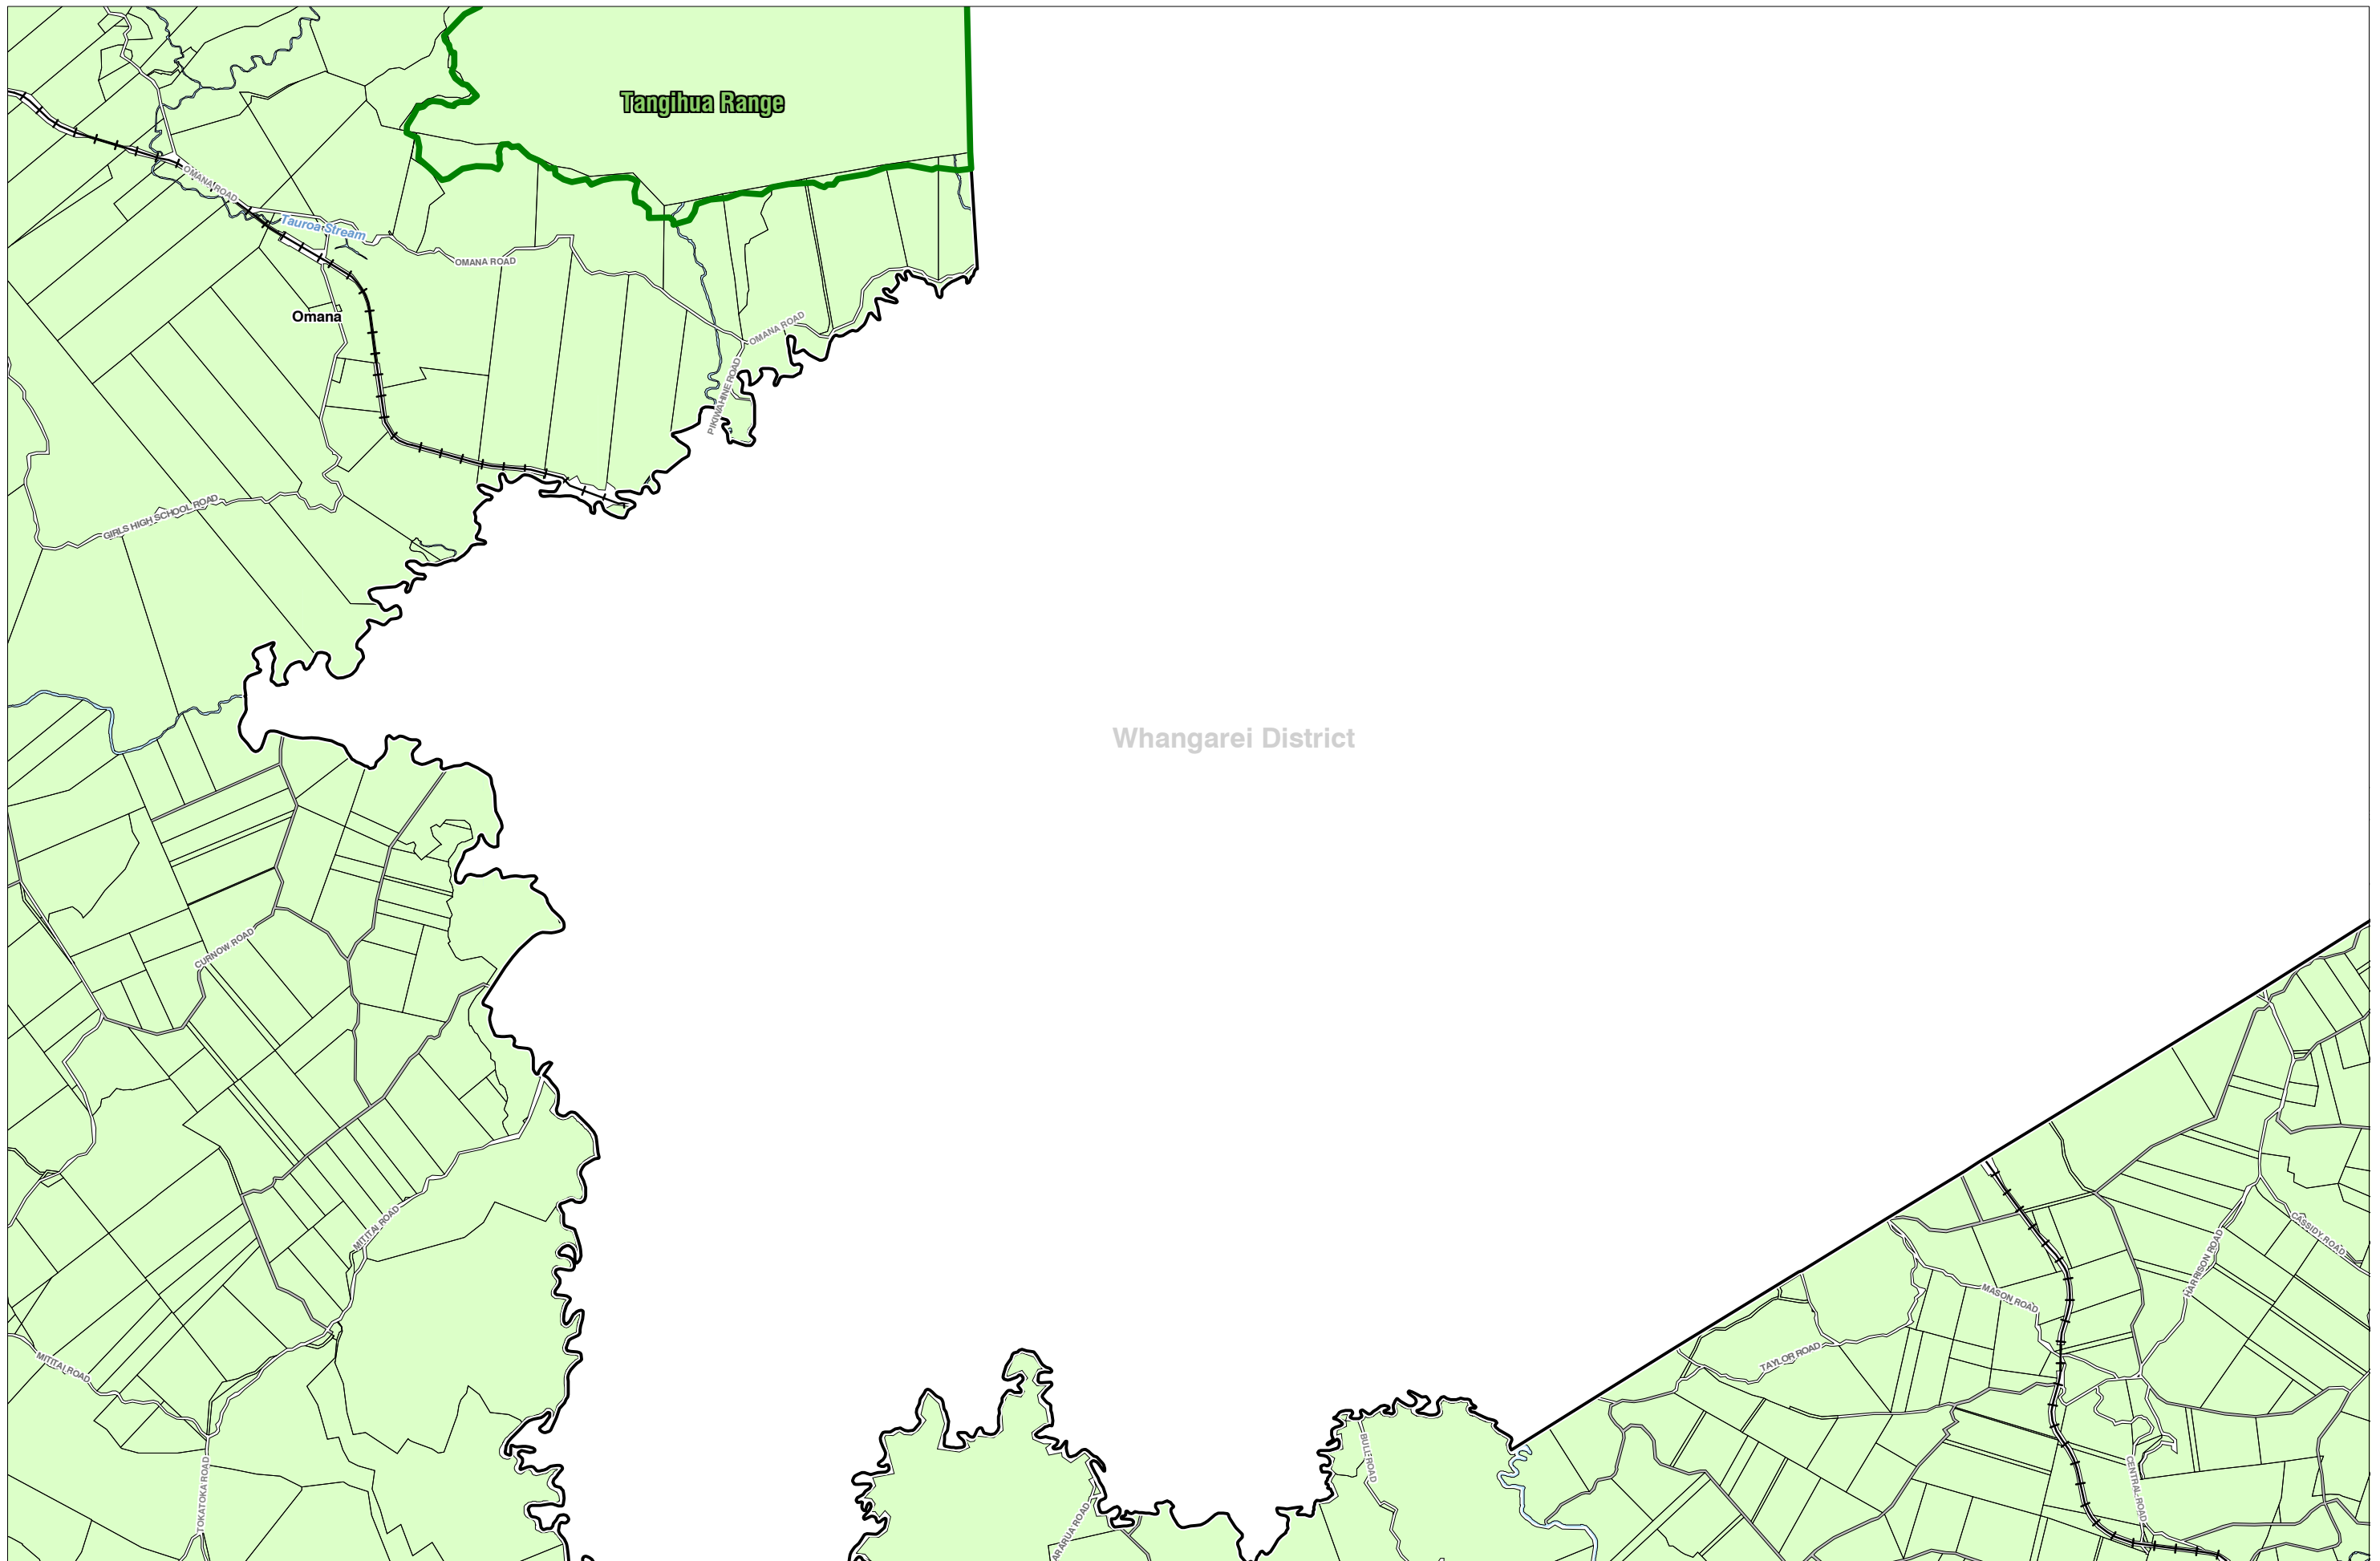 Tangihua Range
OMANA ROAD
Tauroa Stream
OMANA ROAD
Omana
OMANA ROAD
PIKIWAHINE ROAD
GIRLS HIGH SCHOOL ROAD
Whangarei District
CURNOW ROAD
MITITAI ROAD
CASSIDY ROAD
HARRISON ROAD
MASON ROAD
TAYLOR ROAD
MITITAI ROAD
BULL ROAD
TOKATOKA ROAD
CENTRAL ROAD
ARARUA ROAD